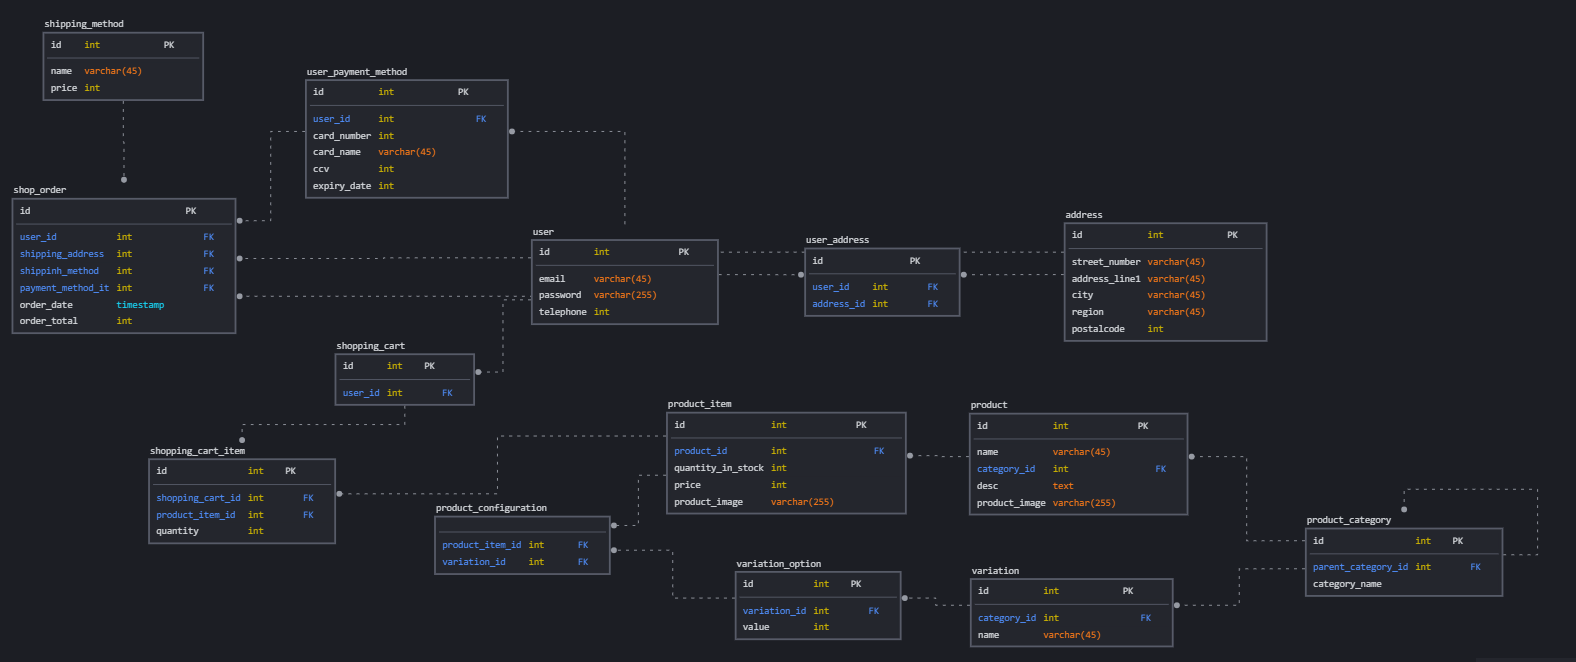 shipping_method
id int PK
name varchar(45)
price int
user_payment_method
id int PK
user_id int FK
card_number int
card_name varchar(45)
ccv int
expiry_date int
shop_order
id PK
user_id int FK
shipping_address int FK
shippinh_method int FK
payment_method_it int FK
order_date timestamp
order_total int
user
id int PK
email varchar(45)
password varchar(255)
telephone int
user_address
id PK
user_id int FK
address_id int FK
address
id int PK
street_number varchar(45)
address_line1 varchar(45)
city varchar(45)
region varchar(45)
postalcode int
shopping_cart
id int PK
user_id int FK
shopping_cart_item
id int PK
shopping_cart_id int FK
product_item_id int FK
quantity int
product_item
id int PK
product_id int FK
quantity_in_stock int
price int
product_image varchar(255)
product
id int PK
name varchar(45)
category_id int FK
desc text
product_image varchar(255)
product_configuration
product_item_id int FK
variation_id int FK
variation_option
id int PK
variation_id int FK
value int
variation
id int PK
category_id int FK
name varchar(45)
product_category
id int PK
parent_category_id int FK
category_name